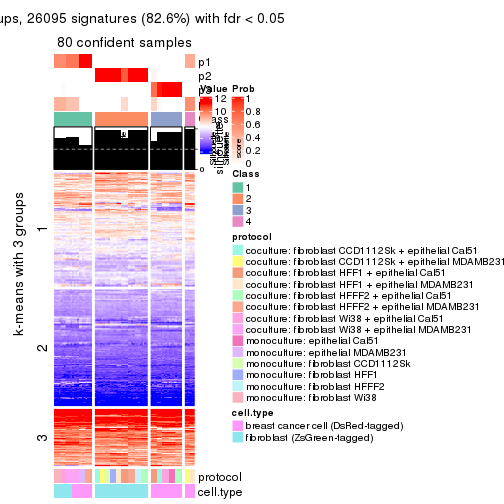 ups, 26095 signatures (82.6%) with fdr < 0.05
80 confident samples
p1
p2
Value
12
10
8
6
0
Prob
1
0.8
0.6
0.4
0.2
0
silhouette
score
k-means with 3 groups
1
2
3
Class
1
2
3
4
protocol
coculture: fibroblast CCD1112Sk + epithelial Cal51
coculture: fibroblast CCD1112Sk + epithelial MDAMB231
coculture: fibroblast HFF1 + epithelial Cal51
coculture: fibroblast HFF1 + epithelial MDAMB231
coculture: fibroblast HFFF2 + epithelial Cal51
coculture: fibroblast HFFF2 + epithelial MDAMB231
coculture: fibroblast Wi38 + epithelial Cal51
coculture: fibroblast Wi38 + epithelial MDAMB231
monoculture: epithelial Cal51
monoculture: epithelial MDAMB231
monoculture: fibroblast CCD1112Sk
monoculture: fibroblast HFF1
monoculture: fibroblast HFFF2
monoculture: fibroblast Wi38
cell.type
breast cancer cell (DsRed-tagged)
fibroblast (ZsGreen-tagged)
protocol
cell.type